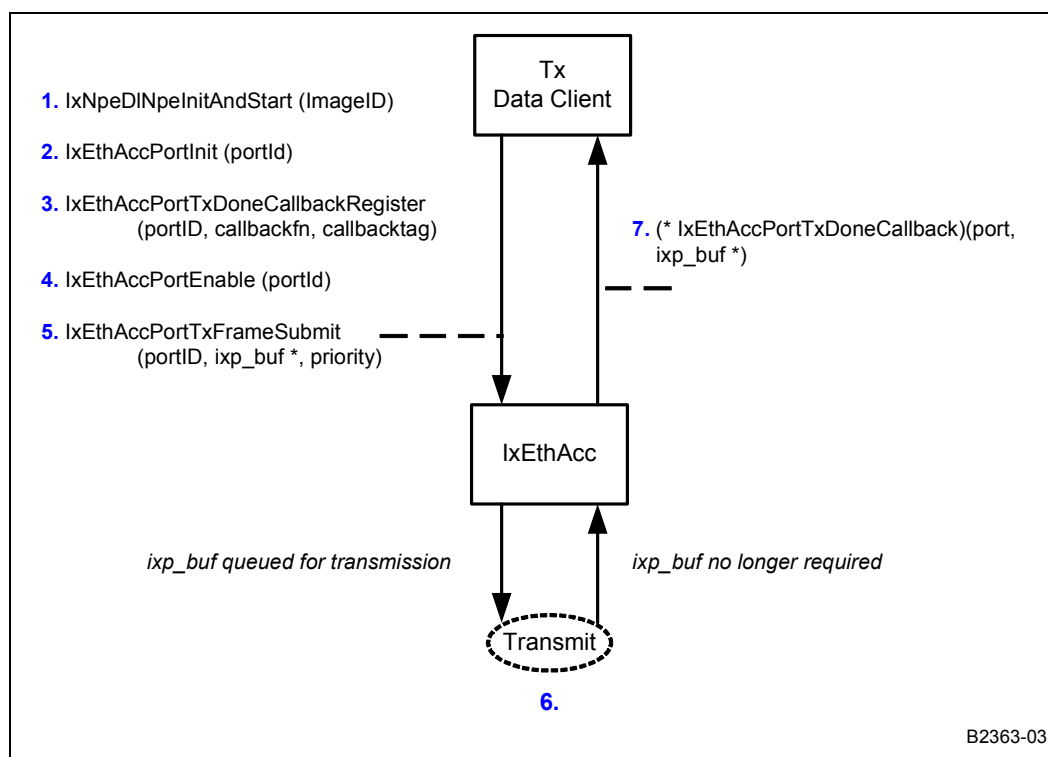 Tx
Data Client
1. IxNpeDlNpeInitAndStart (ImageID)
2. IxEthAccPortInit (portId)
3. IxEthAccPortTxDoneCallbackRegister
(portID, callbackfn, callbacktag)
4. IxEthAccPortEnable (portId)
5. IxEthAccPortTxFrameSubmit
(portID, ixp_buf *, priority)
7. (* IxEthAccPortTxDoneCallback)(port,
ixp_buf *)
IxEthAcc
ixp_buf queued for transmission
ixp_buf no longer required
Transmit
6.
B2363-03